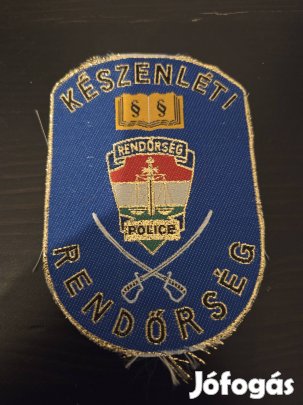 KÉSZENLÉTI
§ §
RENDŐRSÉG
POLICE
RENDŐRSÉG
Jófogás